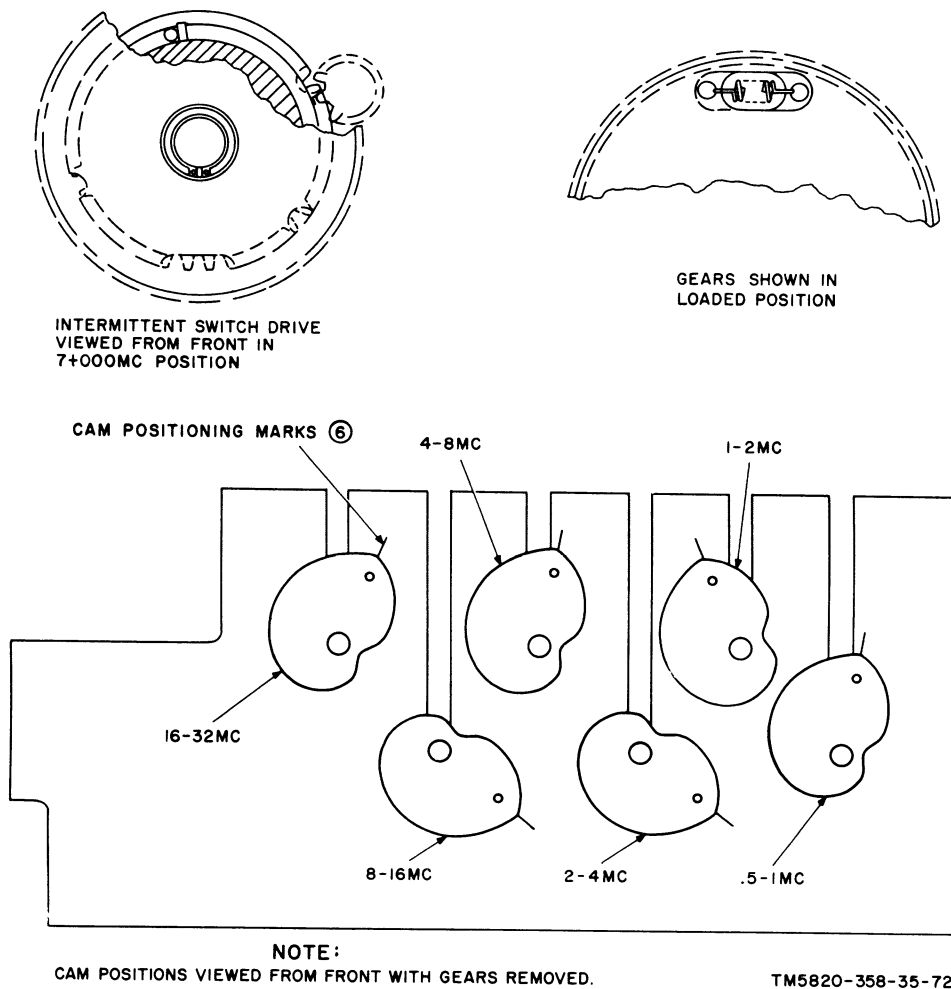 INTERMITTENT SWITCH DRIVE
VIEWED FROM FRONT IN
7+000MC POSITION
GEARS SHOWN IN
LOADED POSITION
CAM POSITIONING MARKS ⑥
4-8MC
1-2MC
16-32MC
8-16MC
2-4MC
.5-1MC
NOTE:
CAM POSITIONS VIEWED FROM FRONT WITH GEARS REMOVED.
TM5820-358-35-72